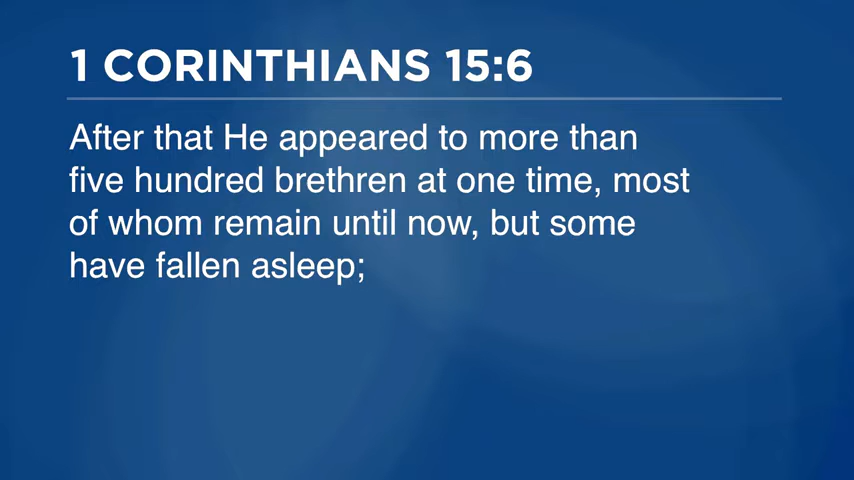 1 CORINTHIANS 15:6
After that He appeared to more than
five hundred brethren at one time, most
of whom remain until now, but some
have fallen asleep;